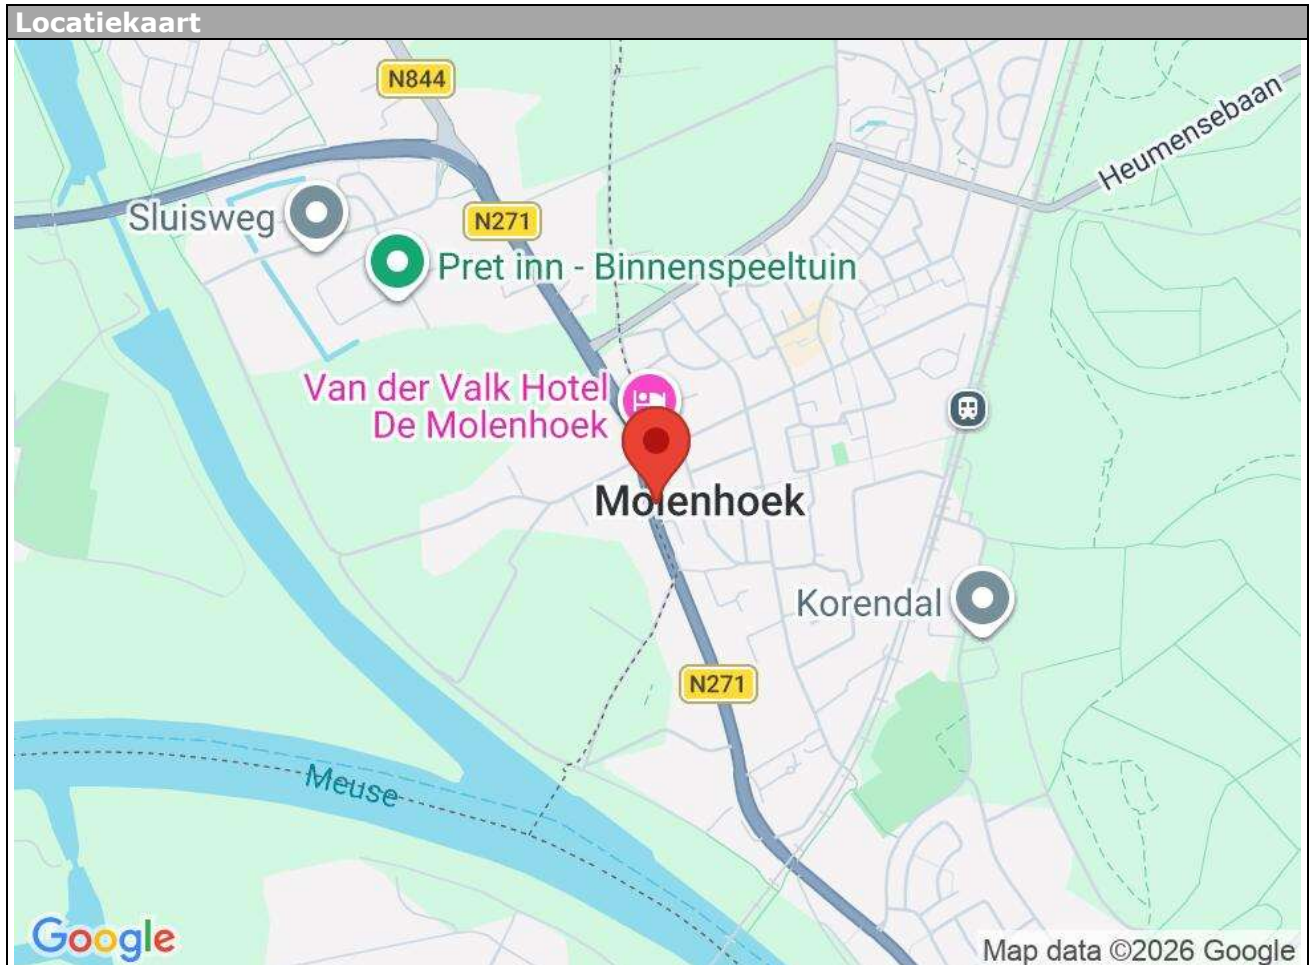 Locatiekaart
N844
Heumensebaan
Sluisweg
N271
Pret inn - Binnenspeeltuin
Van der Valk Hotel
De Molenhoek
Molenhoek
Korendal
N271
Meuse
Google
Map data ©2026 Google